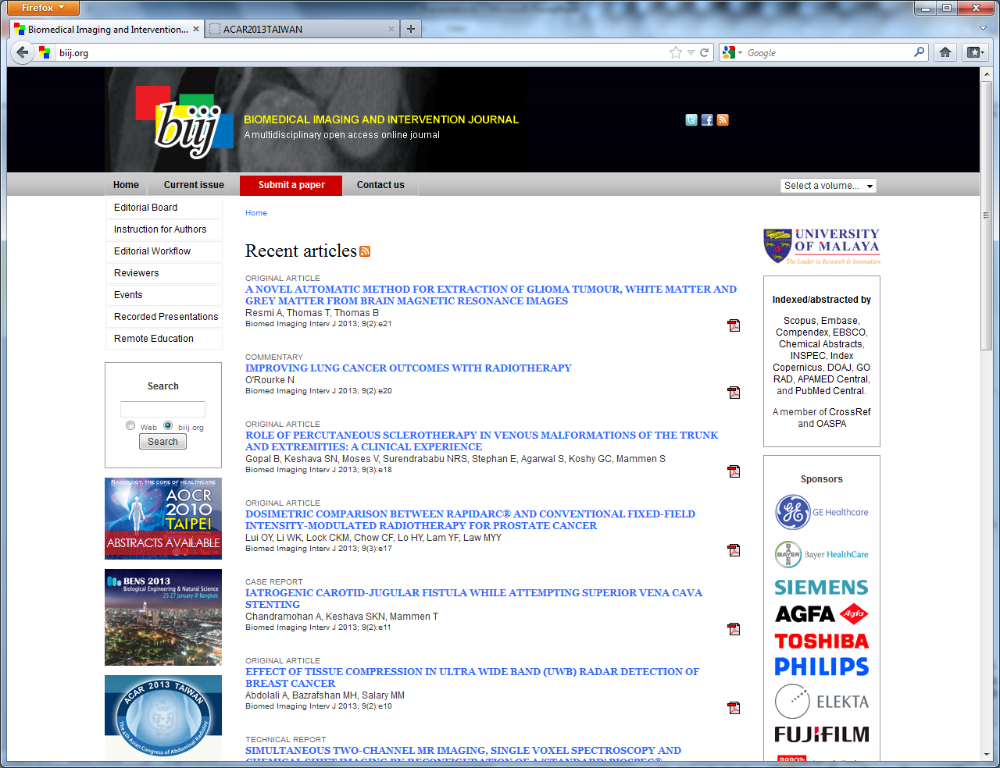 Firefox
Biomedical Imaging and Intervention...
ACAR2013TAIWAN
biij.org
Google
biij
BIOMEDICAL IMAGING AND INTERVENTION JOURNAL
A multidisciplinary open access online journal
Home
Current issue
Submit a paper
Contact us
Select a volume...
Editorial Board
Instruction for Authors
Editorial Workflow
Reviewers
Events
Recorded Presentations
Remote Education
Search
Web
biij.org
Search
RADIOLOGY, THE CORE OF HEALTHCARE
AOCR
2010
TAIPEI
ABSTRACTS AVAILABLE
BENS 2013
Biological Engineering & Natural Science
25-27 January @ Bangkok
ACAR 2013 TAIWAN
The 4th Asian Congress of Abdominal Radiology
Home
Recent articles
ORIGINAL ARTICLE
A NOVEL AUTOMATIC METHOD FOR EXTRACTION OF GLIOMA TUMOUR, WHITE MATTER AND
GREY MATTER FROM BRAIN MAGNETIC RESONANCE IMAGES
Resmi A, Thomas T, Thomas B
Biomed Imaging Interv J 2013; 9(2):e21
COMMENTARY
IMPROVING LUNG CANCER OUTCOMES WITH RADIOTHERAPY
O'Rourke N
Biomed Imaging Interv J 2013; 9(2):e20
ORIGINAL ARTICLE
ROLE OF PERCUTANEOUS SCLEROTHERAPY IN VENOUS MALFORMATIONS OF THE TRUNK
AND EXTREMITIES: A CLINICAL EXPERIENCE
Gopal B, Keshava SN, Moses V, Surendrababu NRS, Stephan E, Agarwal S, Koshy GC, Mammen S
Biomed Imaging Interv J 2013; 9(3):e18
ORIGINAL ARTICLE
DOSIMETRIC COMPARISON BETWEEN RAPIDARC® AND CONVENTIONAL FIXED-FIELD
INTENSITY-MODULATED RADIOTHERAPY FOR PROSTATE CANCER
Lui OY, Li WK, Lock CKM, Chow CF, Lo HY, Lam YF, Law MYY
Biomed Imaging Interv J 2013; 9(3):e17
CASE REPORT
IATROGENIC CAROTID-JUGULAR FISTULA WHILE ATTEMPTING SUPERIOR VENA CAVA
STENTING
Chandramohan A, Keshava SKN, Mammen T
Biomed Imaging Interv J 2013; 9(2):e11
ORIGINAL ARTICLE
EFFECT OF TISSUE COMPRESSION IN ULTRA WIDE BAND (UWB) RADAR DETECTION OF
BREAST CANCER
Abdolali A, Bazrafshan MH, Salary MM
Biomed Imaging Interv J 2013; 9(2):e10
TECHNICAL REPORT
SIMULTANEOUS TWO-CHANNEL MR IMAGING, SINGLE VOXEL SPECTROSCOPY AND
CHEMICAL SHIFT IMAGING BY RECONFIGURATION OF A 'STANDARD' BIOSPEC®
UNIVERSITY
OF MALAYA
The Leader in Research & Innovation
Indexed/abstracted by
Scopus, Embase,
Compendex, EBSCO,
Chemical Abstracts,
INSPEC, Index
Copernicus, DOAJ, GO
RAD, APAMED Central,
and PubMed Central.
A member of CrossRef
and OASPA
Sponsors
GE Healthcare
BAYER
Bayer HealthCare
SIEMENS
AGFA Agfa
TOSHIBA
PHILIPS
ELEKTA
FUJIFILM
BARCO